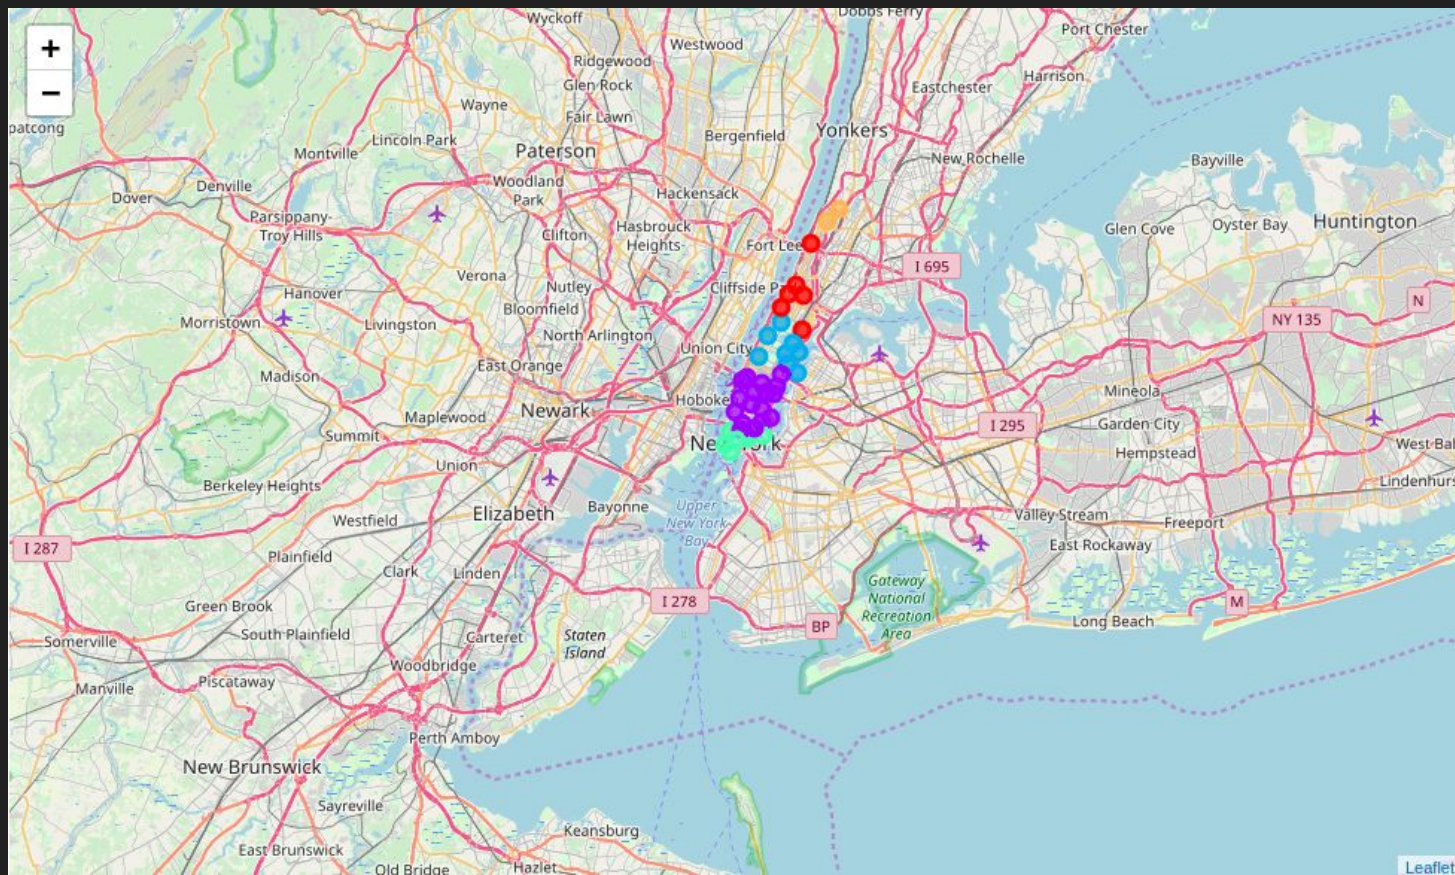 Dobbs Ferry
Wyckoff
Port Chester
+
Westwood
Ridgewood
Harrison
Glen Rock
Eastchester
−
Wayne
Fair Lawn
patcong
Yonkers
Bergenfield
Lincoln Park
Paterson
Montville
New Rochelle
Bayville
Woodland
Park
Denville
Hackensack
Dover
Parsippany-
Troy Hills
Hasbrouck
Heights
Clifton
Glen Cove
Oyster Bay
Huntington
Fort Lee
I 695
Verona
Nutley
Cliffside Pa
Hanover
Bloomfield
N
Morristown
Livingston
North Arlington
NY 135
Union City
East Orange
Madison
Mineola
Newark
Hoboke
Maplewood
I 295
Garden City
Summit
New York
West Bab
Hempstead
Union
Berkeley Heights
Lindenhurs
Bayonne
Upper
New York
Bay
Elizabeth
Westfield
Valley Stream
Freeport
I 287
East Rockaway
Plainfield
Clark
Linden
Gateway
National
Recreation
Area
I 278
M
Green Brook
Long Beach
BP
Somerville
South Plainfield
Carteret
Staten
Island
Woodbridge
Piscataway
Manville
Perth Amboy
New Brunswick
Sayreville
Keansburg
East Brunswick
Old Bridge
Hazlet
Leaflet